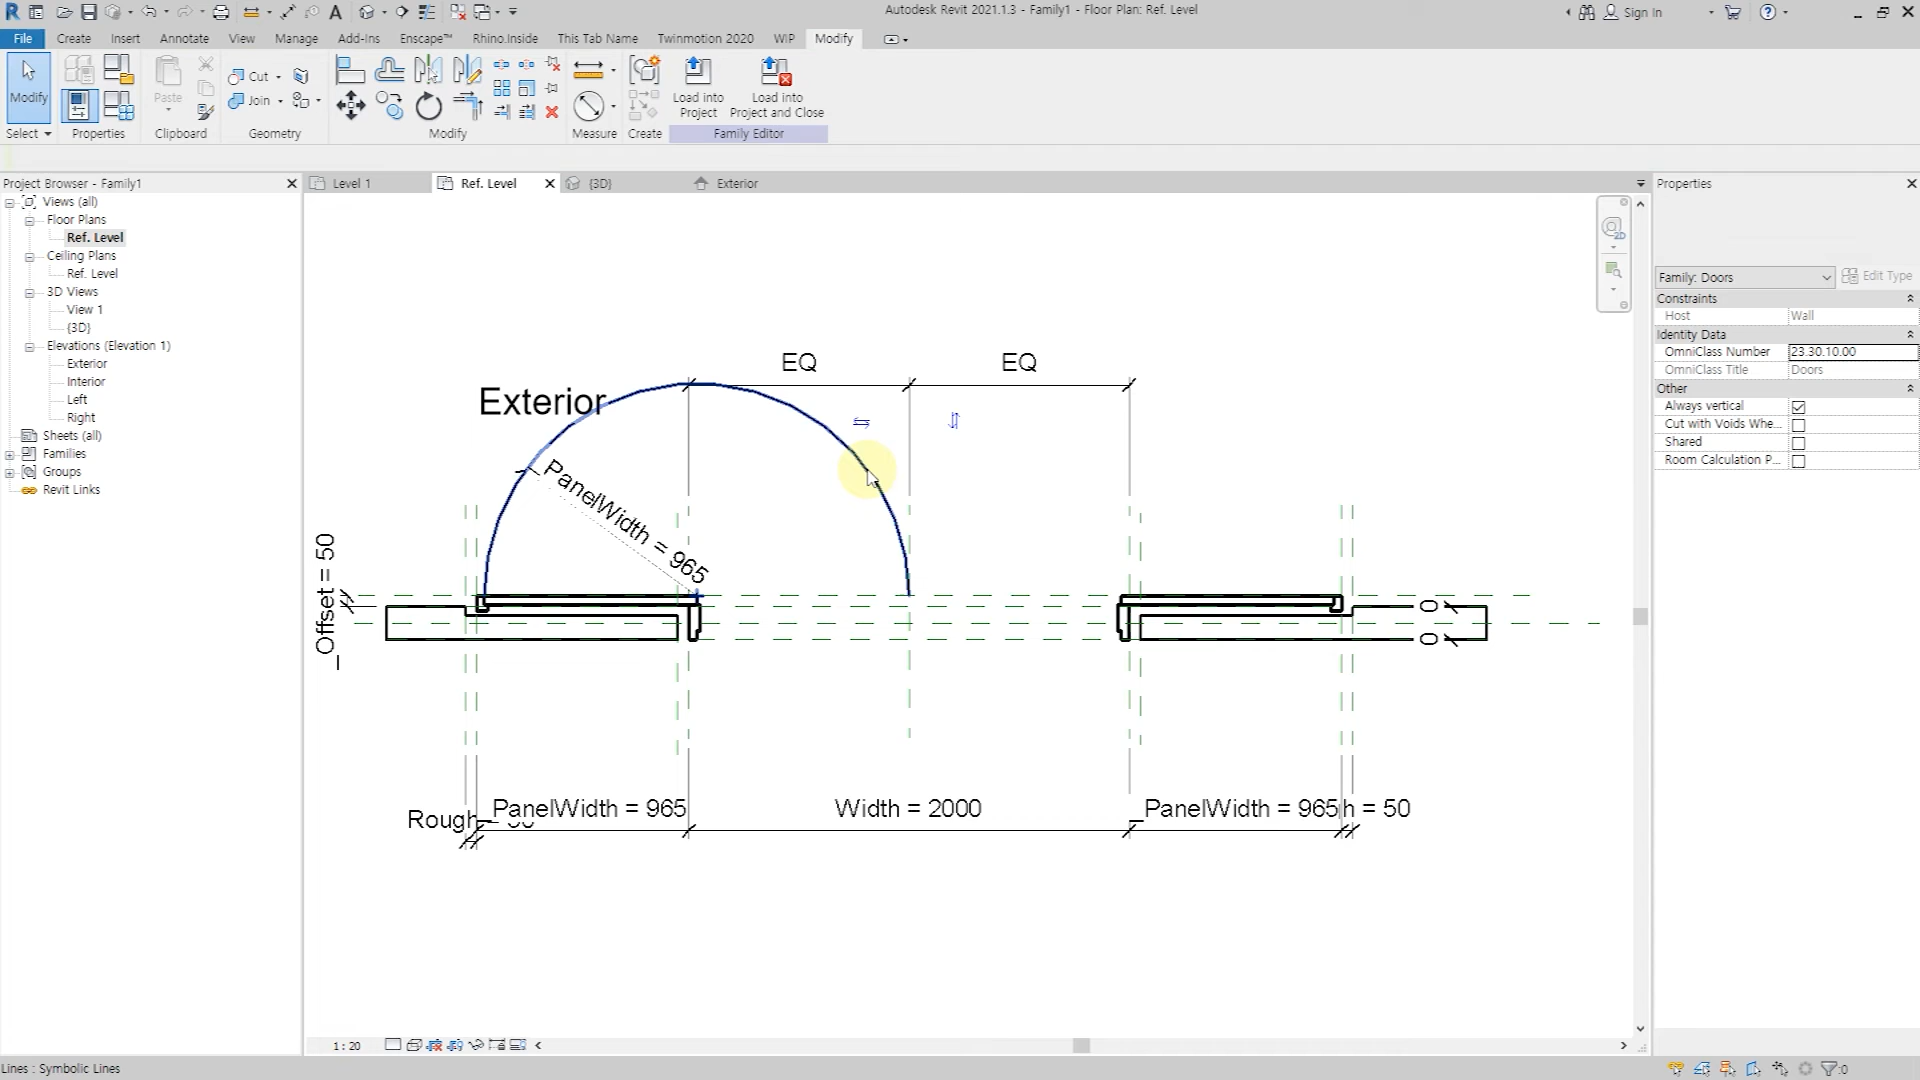 Autodesk Revit 2021.1.3 - Family1 - Floor Plan: Ref. Level
Sign In
File Create Insert Annotate View Manage Add-Ins Enscape™ Rhino.Inside This Tab Name Twinmotion 2020 WIP Modify
Modify
Paste
Cut
Join
Load into Project
Load into Project and Close
Select Properties Clipboard Geometry Modify Measure Create Family Editor
Project Browser - Family1
Views (all)
Floor Plans
Ref. Level
Ceiling Plans
Ref. Level
3D Views
View 1
{3D}
Elevations (Elevation 1)
Exterior
Interior
Left
Right
Sheets (all)
Families
Groups
Revit Links
Level 1
Ref. Level
{3D}
Exterior
EQ
EQ
Exterior
PanelWidth = 965
_Offset = 50
0
0
Rough
PanelWidth = 965
Width = 2000
_PanelWidth = 965
h = 50
1 : 20
Properties
Family: Doors
Edit Type
Constraints
Host Wall
Identity Data
OmniClass Number 23.30.10.00
OmniClass Title Doors
Other
Always vertical
Cut with Voids Whe...
Shared
Room Calculation P...
Lines : Symbolic Lines
:0